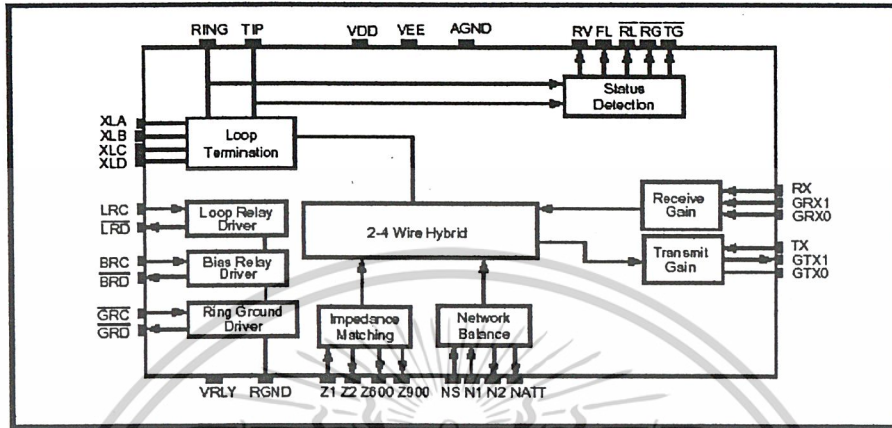 RING TIP VDD VEE AGND RV FL RL RG TG
Status
Detection
XLA
XLB
XLC
XLD
Loop
Termination
LRC
LRD
Loop Relay
Driver
BRC
BRD
Bias Relay
Driver
GRC
GRD
Ring Ground
Driver
2-4 Wire Hybrid
Receive
Gain
RX
GRX1
GRX0
Transmit
Gain
TX
GTX1
GTX0
Impedance
Matching
Network
Balance
VRLY RGND Z1 Z2 Z600 Z900 NS N1 N2 NATT